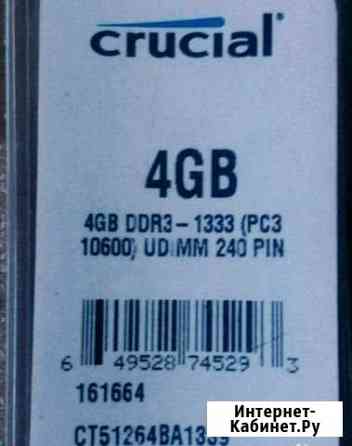 crucial
4GB
4GB DDR3-1333 (PC3
10600) UDIMM 240 PIN
6 49528 74529 3
161664
CT51264BA1339
Интернет-
Кабинет.Ру